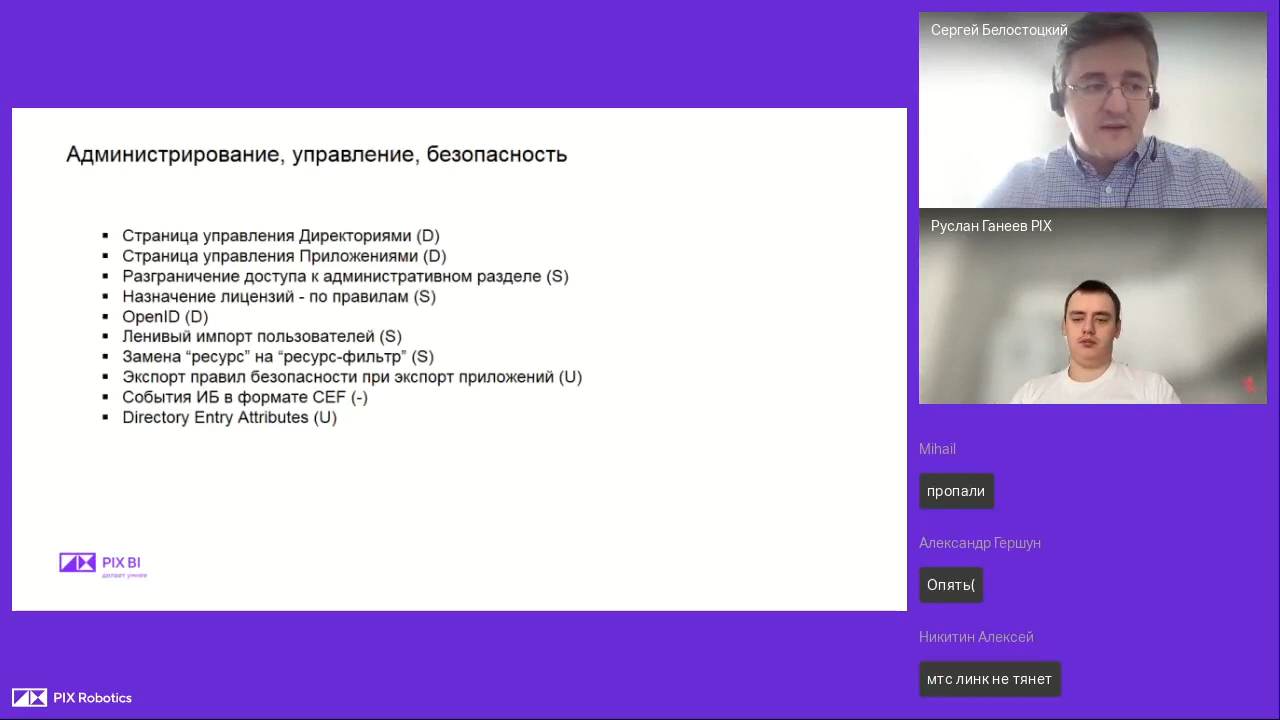 Администрирование, управление, безопасность
Страница управления Директориями (D)
Страница управления Приложениями (D)
Разграничение доступа к административном разделе (S)
Назначение лицензий - по правилам (S)
OpenID (D)
Ленивый импорт пользователей (S)
Замена “ресурс” на “ресурс-фильтр” (S)
Экспорт правил безопасности при экспорт приложений (U)
События ИБ в формате CEF (-)
Directory Entry Attributes (U)
PIX BI
делает умнее
PIX Robotics
Сергей Белостоцкий
Руслан Ганеев PIX
Mihail
пропали
Александр Гершун
Опять(
Никитин Алексей
мтс линк не тянет